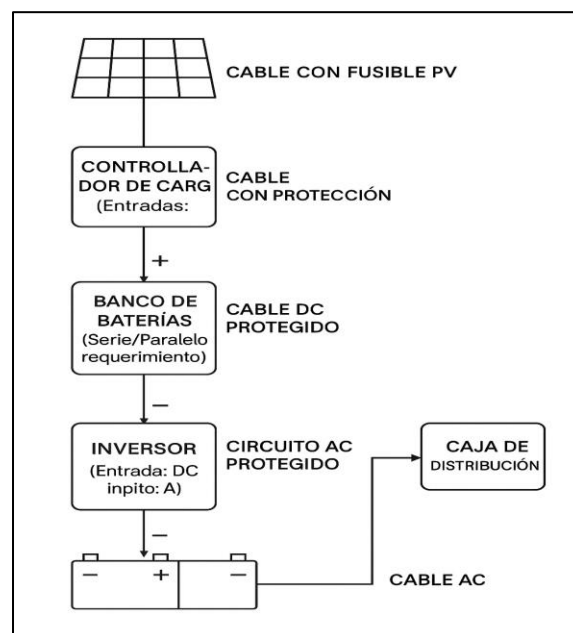 CABLE CON FUSIBLE PV
CONTROLLA-
DOR DE CARG
(Entradas:
CABLE
CON PROTECCIÓN
+
BANCO DE
BATERÍAS
(Serie/Paralelo
requerimiento)
CABLE DC
PROTEGIDO
−
INVERSOR
(Entrada: DC
inpito: A)
CIRCUITO AC
PROTEGIDO
CAJA DE
DISTRIBUCIÓN
−
− + −
CABLE AC